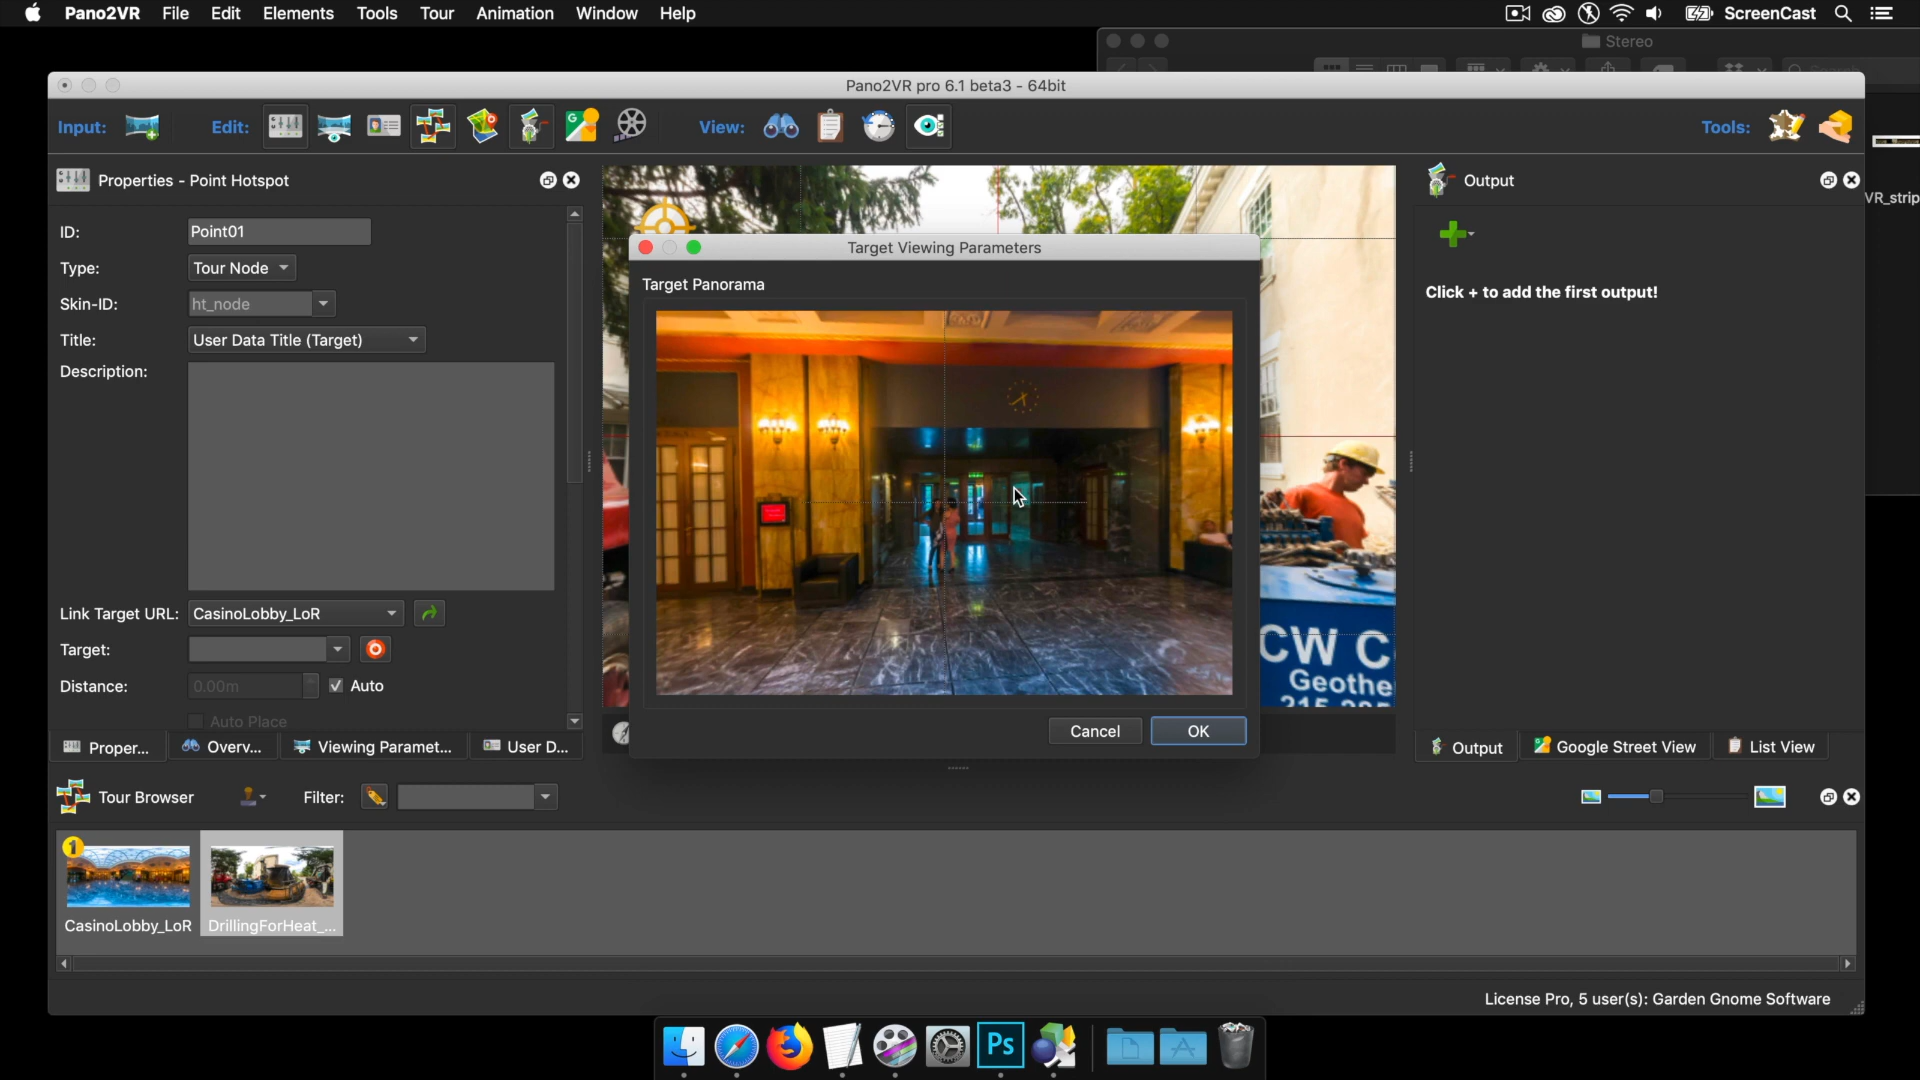 Pano2VR File Edit Elements Tools Tour Animation Window Help ScreenCast
Stereo
Pano2VR pro 6.1 beta3 - 64bit
Input: Edit: View: Tools:
Properties - Point Hotspot
Output
VR_strip
ID: Point01
Type: Tour Node
Skin-ID: ht_node
Title: User Data Title (Target)
Description:
Target Viewing Parameters
Target Panorama
Click + to add the first output!
Link Target URL: CasinoLobby_LoR
Target:
Distance: 0.00m Auto
Auto Place
CW C
Geothe
Cancel OK
Proper... Overv... Viewing Paramet... User D...
Output Google Street View List View
Tour Browser Filter:
1
CasinoLobby_LoR DrillingForHeat_...
License Pro, 5 user(s): Garden Gnome Software
Ps